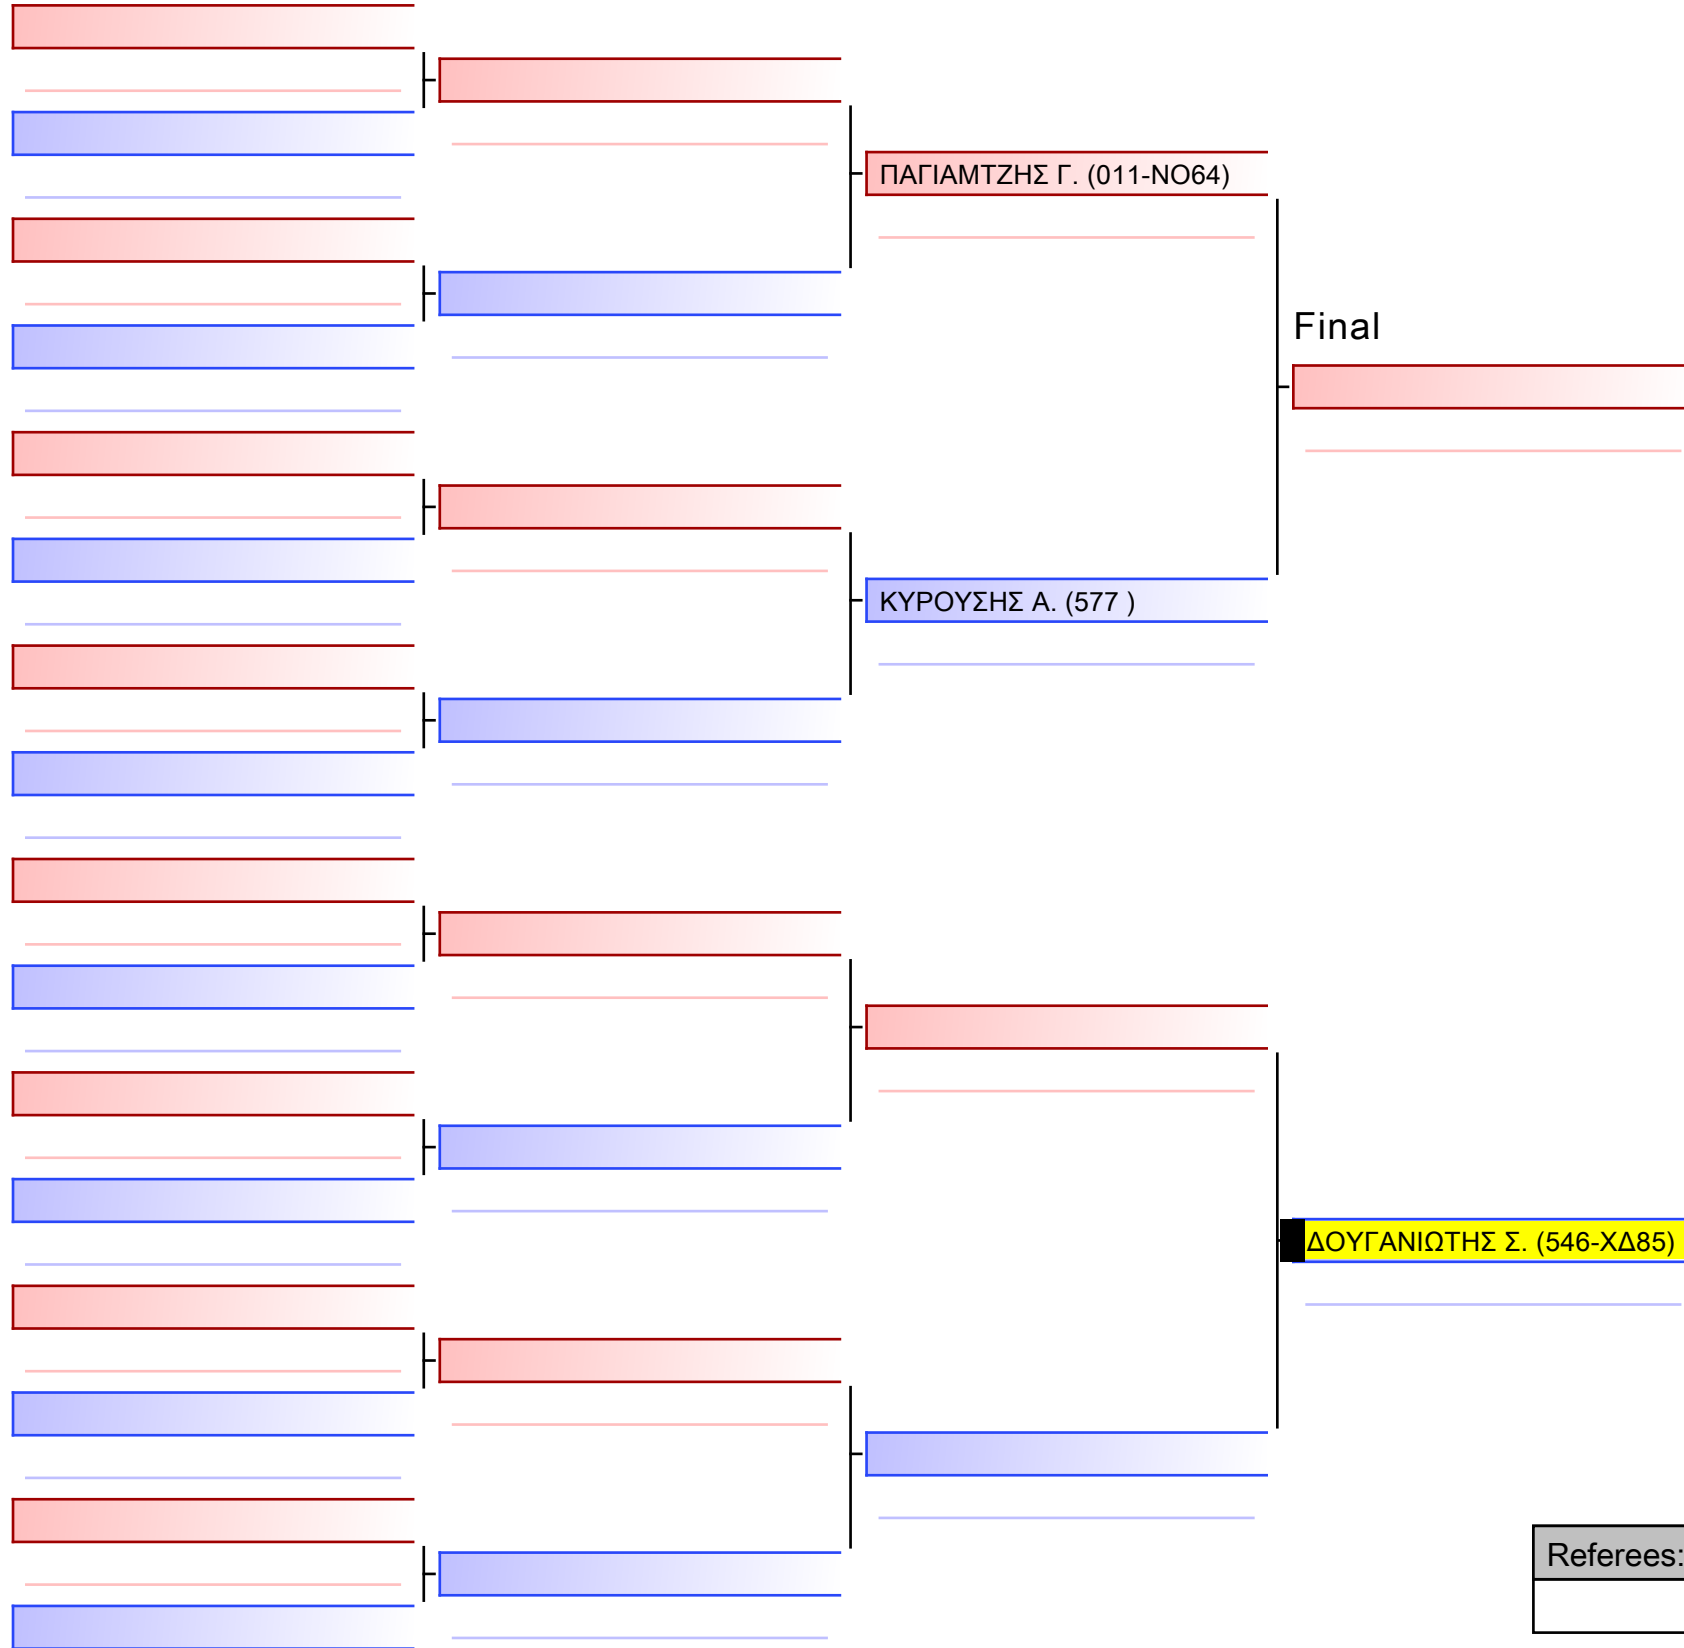 ΠΑΓΙΑΜΤΖΗΣ Γ. (011-ΝΟ64)
Final
ΚΥΡΟΥΣΗΣ Α. (577 )
ΔΟΥΓΑΝΙΩΤΗΣ Σ. (546-ΧΔ85)
Referees: